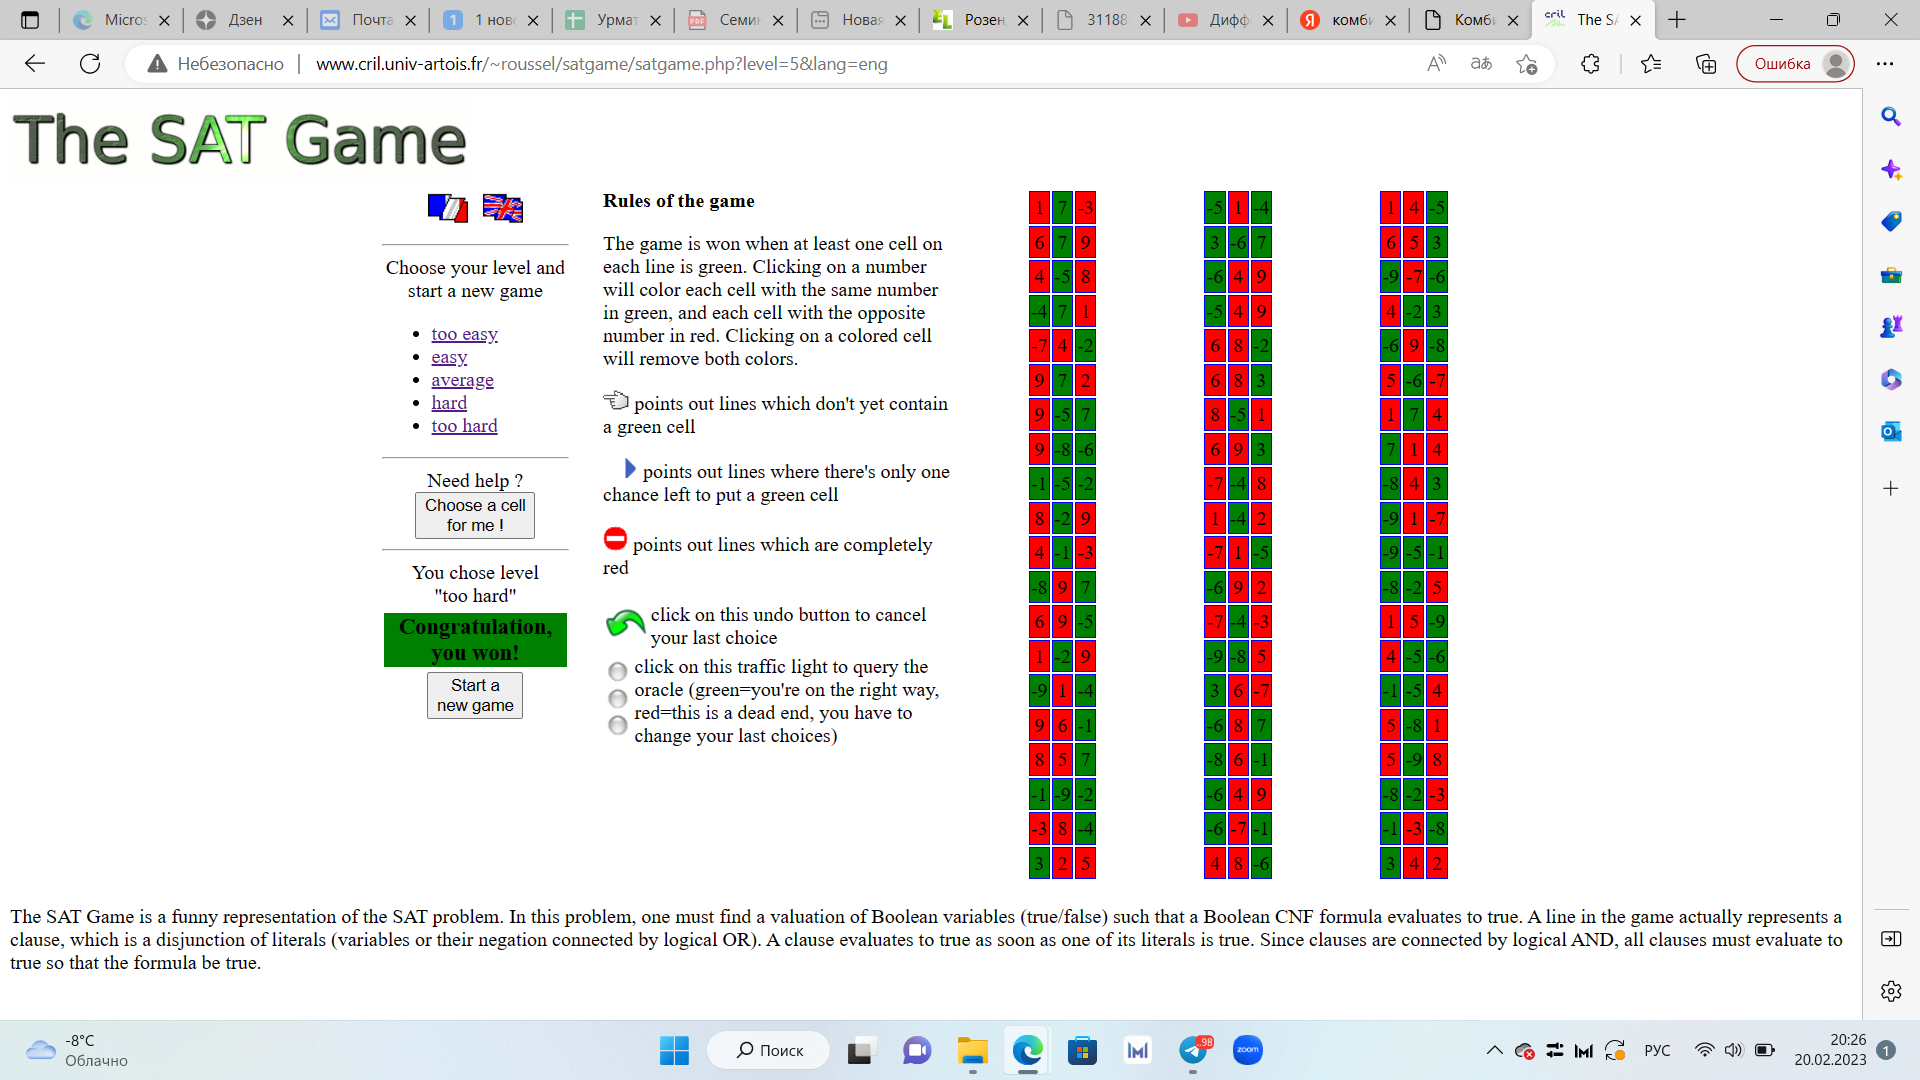 Micros
Дзен
Почта
1 ново
Урмат
Семин
Новая
Розен
31188
Дифф
комби
Комби
The SA
Небезопасно
www.cril.univ-artois.fr/~roussel/satgame/satgame.php?level=5&lang=eng
Ошибка
The SAT Game
Choose your level and
start a new game
too easy
easy
average
hard
too hard
Need help ?
Choose a cell
for me !
You chose level
"too hard"
Congratulation,
you won!
Start a
new game
Rules of the game
The game is won when at least one cell on
each line is green. Clicking on a number
will color each cell with the same number
in green, and each cell with the opposite
number in red. Clicking on a colored cell
will remove both colors.
points out lines which don't yet contain
a green cell
points out lines where there's only one
chance left to put a green cell
points out lines which are completely
red
click on this undo button to cancel
your last choice
click on this traffic light to query the
oracle (green=you're on the right way,
red=this is a dead end, you have to
change your last choices)
1 7 -3
6 7 9
4 -5 8
-4 7 1
-7 4 -2
9 7 2
9 -5 7
9 -8 -6
-1 -5 -2
8 -2 9
4 -1 -3
-8 9 7
6 9 -5
1 -2 9
-9 1 -4
9 6 -1
8 5 7
-1 -9 -2
-3 8 -4
3 2 5
-5 1 -4
3 -6 7
-6 4 9
-5 4 9
6 8 -2
6 8 3
8 -5 1
6 9 3
-7 -4 8
1 -4 2
-7 1 -5
-6 9 2
-7 -4 -3
-9 -8 5
3 6 -7
-6 8 7
-8 6 -1
-6 4 9
-6 -7 -1
4 8 -6
1 4 -5
6 5 3
-9 -7 -6
4 -2 3
-6 9 -8
5 -6 -7
1 7 4
7 1 4
-8 4 3
-9 1 -7
-9 -5 -1
-8 -2 5
1 5 -9
4 -5 -6
-1 -5 4
5 -8 1
5 -9 8
-8 -2 -3
-1 -3 -8
3 4 2
The SAT Game is a funny representation of the SAT problem. In this problem, one must find a valuation of Boolean variables (true/false) such that a Boolean CNF formula evaluates to true. A line in the game actually represents a
clause, which is a disjunction of literals (variables or their negation connected by logical OR). A clause evaluates to true as soon as one of its literals is true. Since clauses are connected by logical AND, all clauses must evaluate to
true so that the formula be true.
-8°C
Облачно
Поиск
98
zoom
РУС
20:26
20.02.2023
1